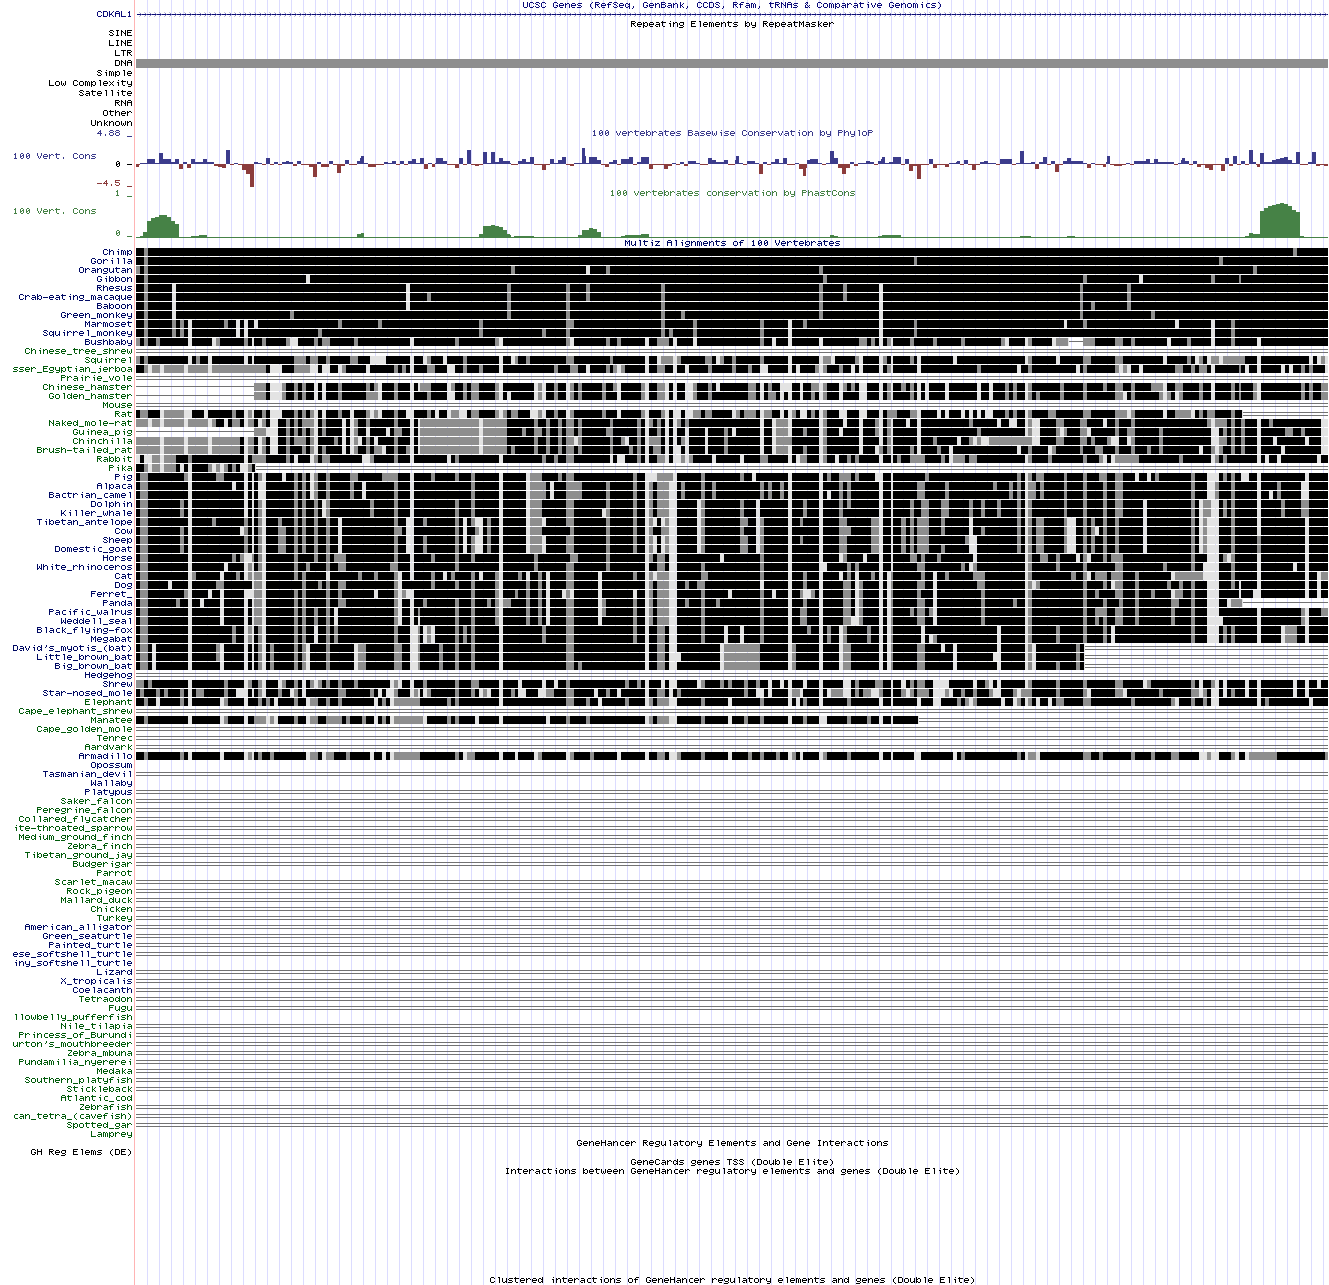 UCSC Genes (RefSeq, GenBank, CCDS, Rfam, tRNAs & Comparative Genomics)
CDKAL1
Repeating Elements by RepeatMasker
SINE
LINE
LTR
DNA
Simple
Low Complexity
Satellite
RNA
Other
Unknown
4.88 _
100 vertebrates Basewise Conservation by PhyloP
100 Vert. Cons
0 _
-4.5 _
1 _
100 vertebrates conservation by PhastCons
100 Vert. Cons
0 _
Multiz Alignments of 100 Vertebrates
Chimp
Gorilla
Orangutan
Gibbon
Rhesus
Crab-eating_macaque
Baboon
Green_monkey
Marmoset
Squirrel_monkey
Bushbaby
Chinese_tree_shrew
Squirrel
sser_Egyptian_jerboa
Prairie_vole
Chinese_hamster
Golden_hamster
Mouse
Rat
Naked_mole-rat
Guinea_pig
Chinchilla
Brush-tailed_rat
Rabbit
Pika
Pig
Alpaca
Bactrian_camel
Dolphin
Killer_whale
Tibetan_antelope
Cow
Sheep
Domestic_goat
Horse
White_rhinoceros
Cat
Dog
Ferret_
Panda
Pacific_walrus
Weddell_seal
Black_flying-fox
Megabat
David's_myotis_(bat)
Little_brown_bat
Big_brown_bat
Hedgehog
Shrew
Star-nosed_mole
Elephant
Cape_elephant_shrew
Manatee
Cape_golden_mole
Tenrec
Aardvark
Armadillo
Opossum
Tasmanian_devil
Wallaby
Platypus
Saker_falcon
Peregrine_falcon
Collared_flycatcher
ite-throated_sparrow
Medium_ground_finch
Zebra_finch
Tibetan_ground_jay
Budgerigar
Parrot
Scarlet_macaw
Rock_pigeon
Mallard_duck
Chicken
Turkey
American_alligator
Green_seaturtle
Painted_turtle
ese_softshell_turtle
iny_softshell_turtle
Lizard
X_tropicalis
Coelacanth
Tetraodon
Fugu
llowbelly_pufferfish
Nile_tilapia
Princess_of_Burundi
urton's_mouthbreeder
Zebra_mbuna
Pundamilia_nyererei
Medaka
Southern_platyfish
Stickleback
Atlantic_cod
Zebrafish
can_tetra_(cavefish)
Spotted_gar
Lamprey
GeneHancer Regulatory Elements and Gene Interactions
GH Reg Elems (DE)
GeneCards genes TSS (Double Elite)
Interactions between GeneHancer regulatory elements and genes (Double Elite)
Clustered interactions of GeneHancer regulatory elements and genes (Double Elite)